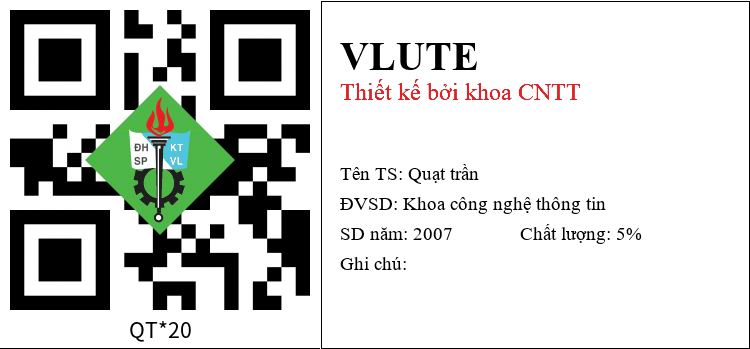 ĐH KT
SP VL
QT*20
VLUTE
Thiết kế bởi khoa CNTT
Tên TS: Quạt trần
ĐVSD: Khoa công nghệ thông tin
SD năm: 2007 Chất lượng: 5%
Ghi chú: